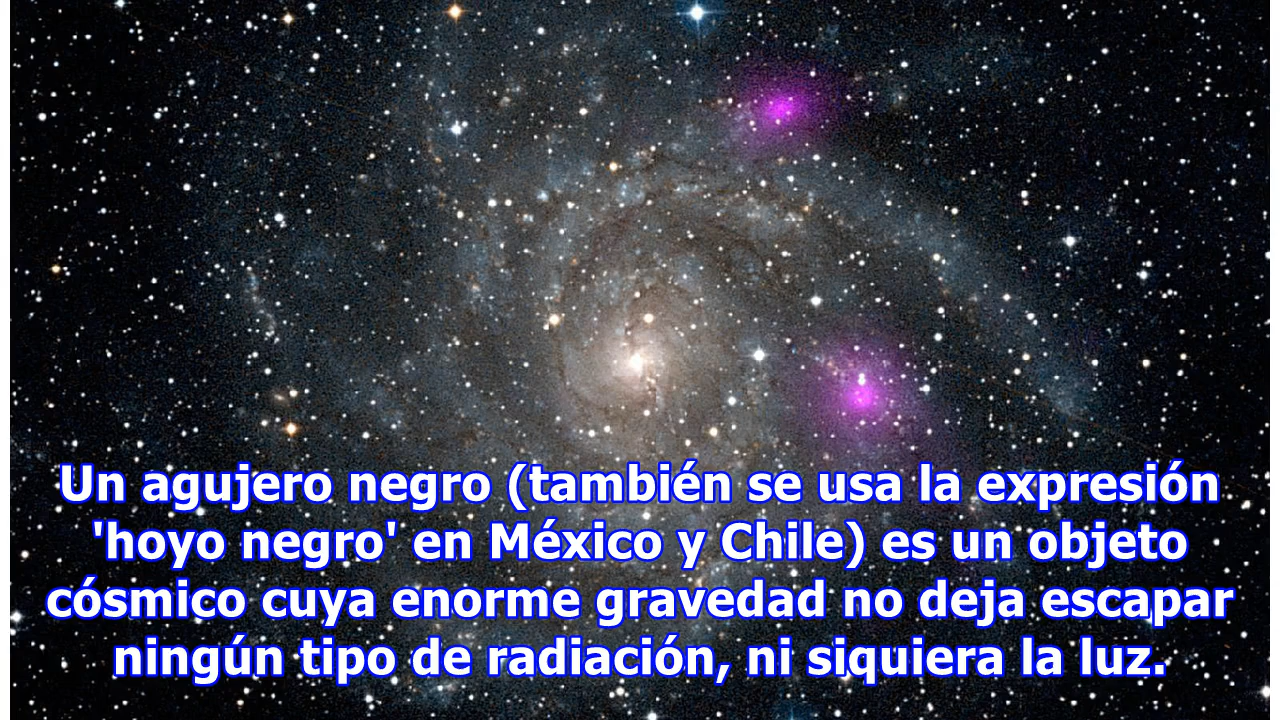 Un agujero negro (también se usa la expresión
'hoyo negro' en México y Chile) es un objeto
cósmico cuya enorme gravedad no deja escapar
ningún tipo de radiación, ni siquiera la luz.